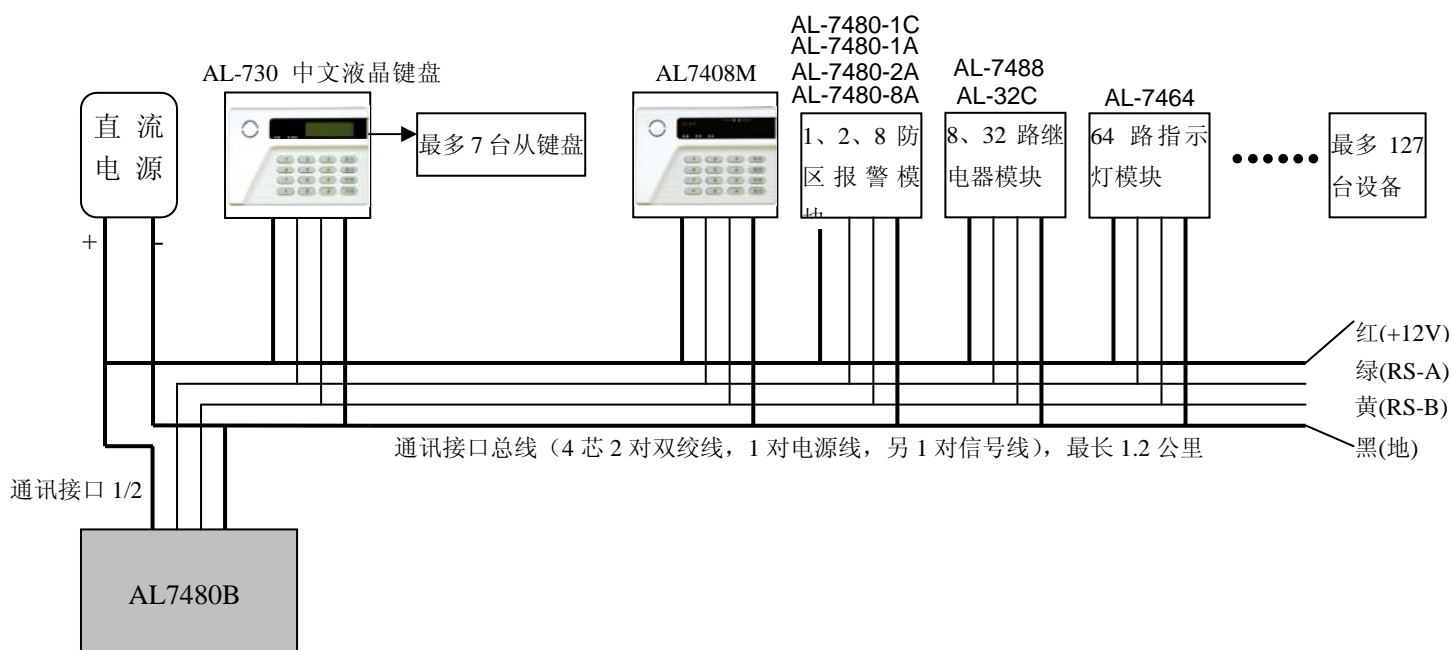 AL-730 中文液晶键盘
AL7408M
AL-7480-1C
AL-7480-1A
AL-7480-2A
AL-7480-8A
AL-7488
AL-32C
AL-7464
直 流
电 源
最多 7 台从键盘
1、2、8 防
区 报 警 模
8、32 路继
电器模块
64 路指示
灯模块
••••••
最多 127
台设备
+
-
红(+12V)
绿(RS-A)
黄(RS-B)
黑(地)
通讯接口总线（4 芯 2 对双绞线，1 对电源线，另 1 对信号线），最长 1.2 公里
通讯接口 1/2
AL7480B